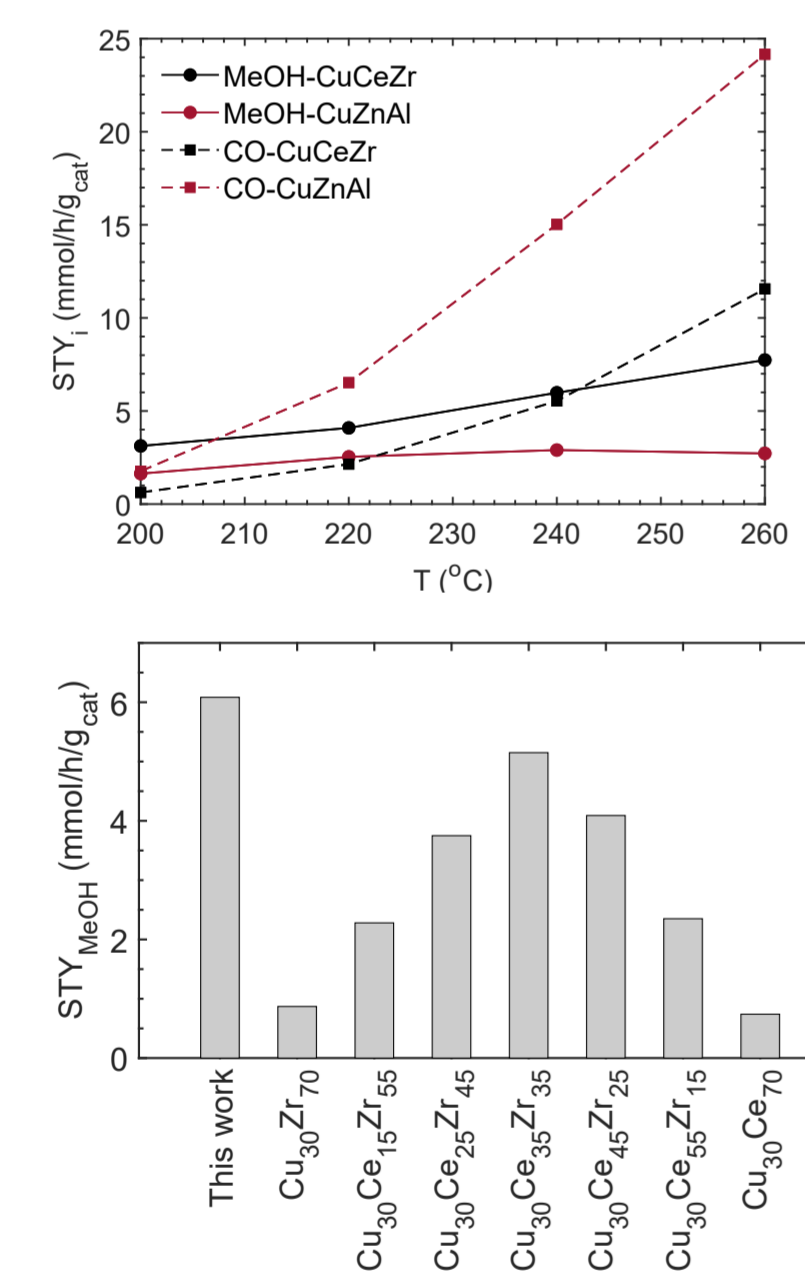 25
20
15
10
5
0
STYi (mmol/h/gcat)
MeOH-CuCeZr
MeOH-CuZnAl
CO-CuCeZr
CO-CuZnAl
200 210 220 230 240 250 260
T (°C)
6
4
2
0
STYMeOH (mmol/h/gcat)
This work
Cu30Zr70
Cu30Ce15Zr55
Cu30Ce25Zr45
Cu30Ce35Zr35
Cu30Ce45Zr25
Cu30Ce55Zr15
Cu30Ce70